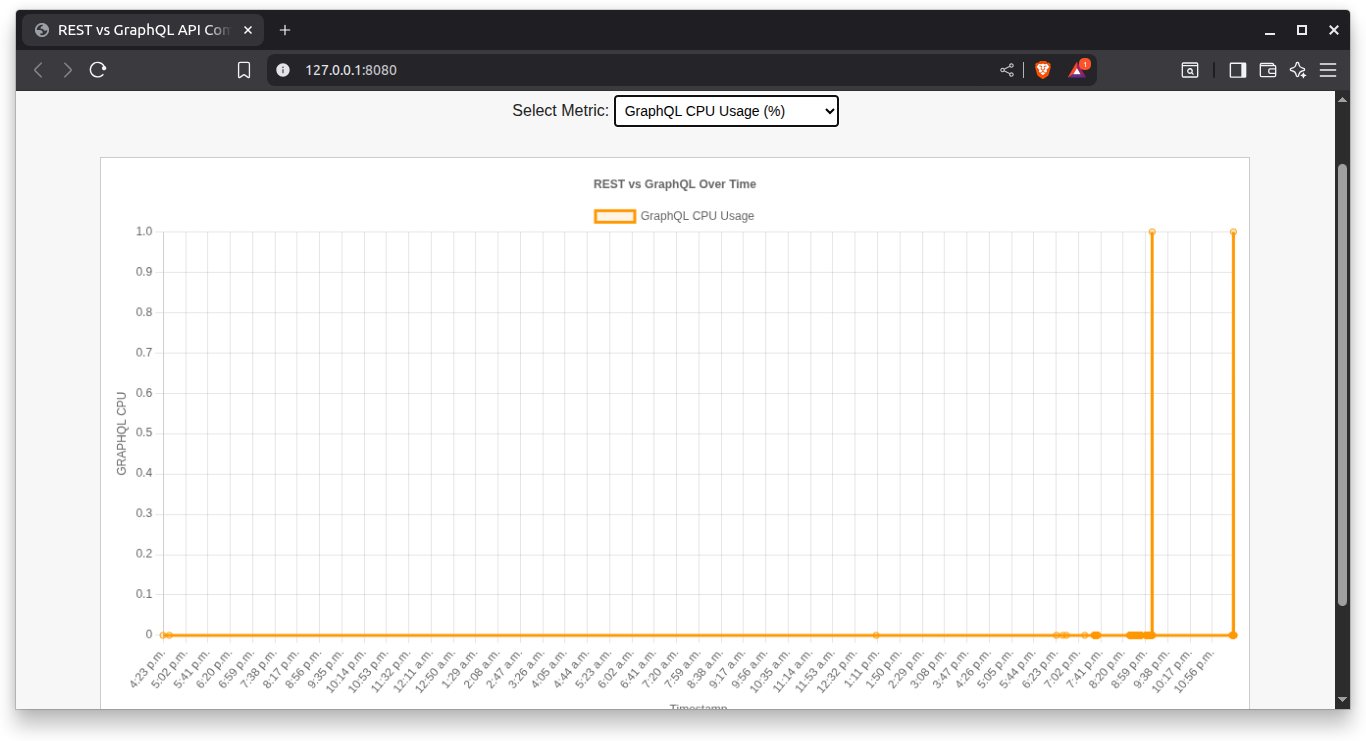 REST vs GraphQL API Con
127.0.0.1:8080
1
Select Metric: GraphQL CPU Usage (%)
REST vs GraphQL Over Time
GraphQL CPU Usage
GRAPHQL CPU
1.0
0.9
0.8
0.7
0.6
0.5
0.4
0.3
0.2
0.1
0
4:23 p.m.
5:02 p.m.
5:41 p.m.
6:20 p.m.
6:59 p.m.
7:38 p.m.
8:17 p.m.
8:56 p.m.
9:35 p.m.
10:14 p.m.
10:53 p.m.
11:32 p.m.
12:11 a.m.
12:50 a.m.
1:29 a.m.
2:08 a.m.
2:47 a.m.
3:26 a.m.
4:05 a.m.
4:44 a.m.
5:23 a.m.
6:02 a.m.
6:41 a.m.
7:20 a.m.
7:59 a.m.
8:38 a.m.
9:17 a.m.
9:56 a.m.
10:35 a.m.
11:14 a.m.
11:53 a.m.
12:32 p.m.
1:11 p.m.
1:50 p.m.
2:29 p.m.
3:08 p.m.
3:47 p.m.
4:26 p.m.
5:05 p.m.
5:44 p.m.
6:23 p.m.
7:02 p.m.
7:41 p.m.
8:20 p.m.
8:59 p.m.
9:38 p.m.
10:17 p.m.
10:56 p.m.
Timestamp